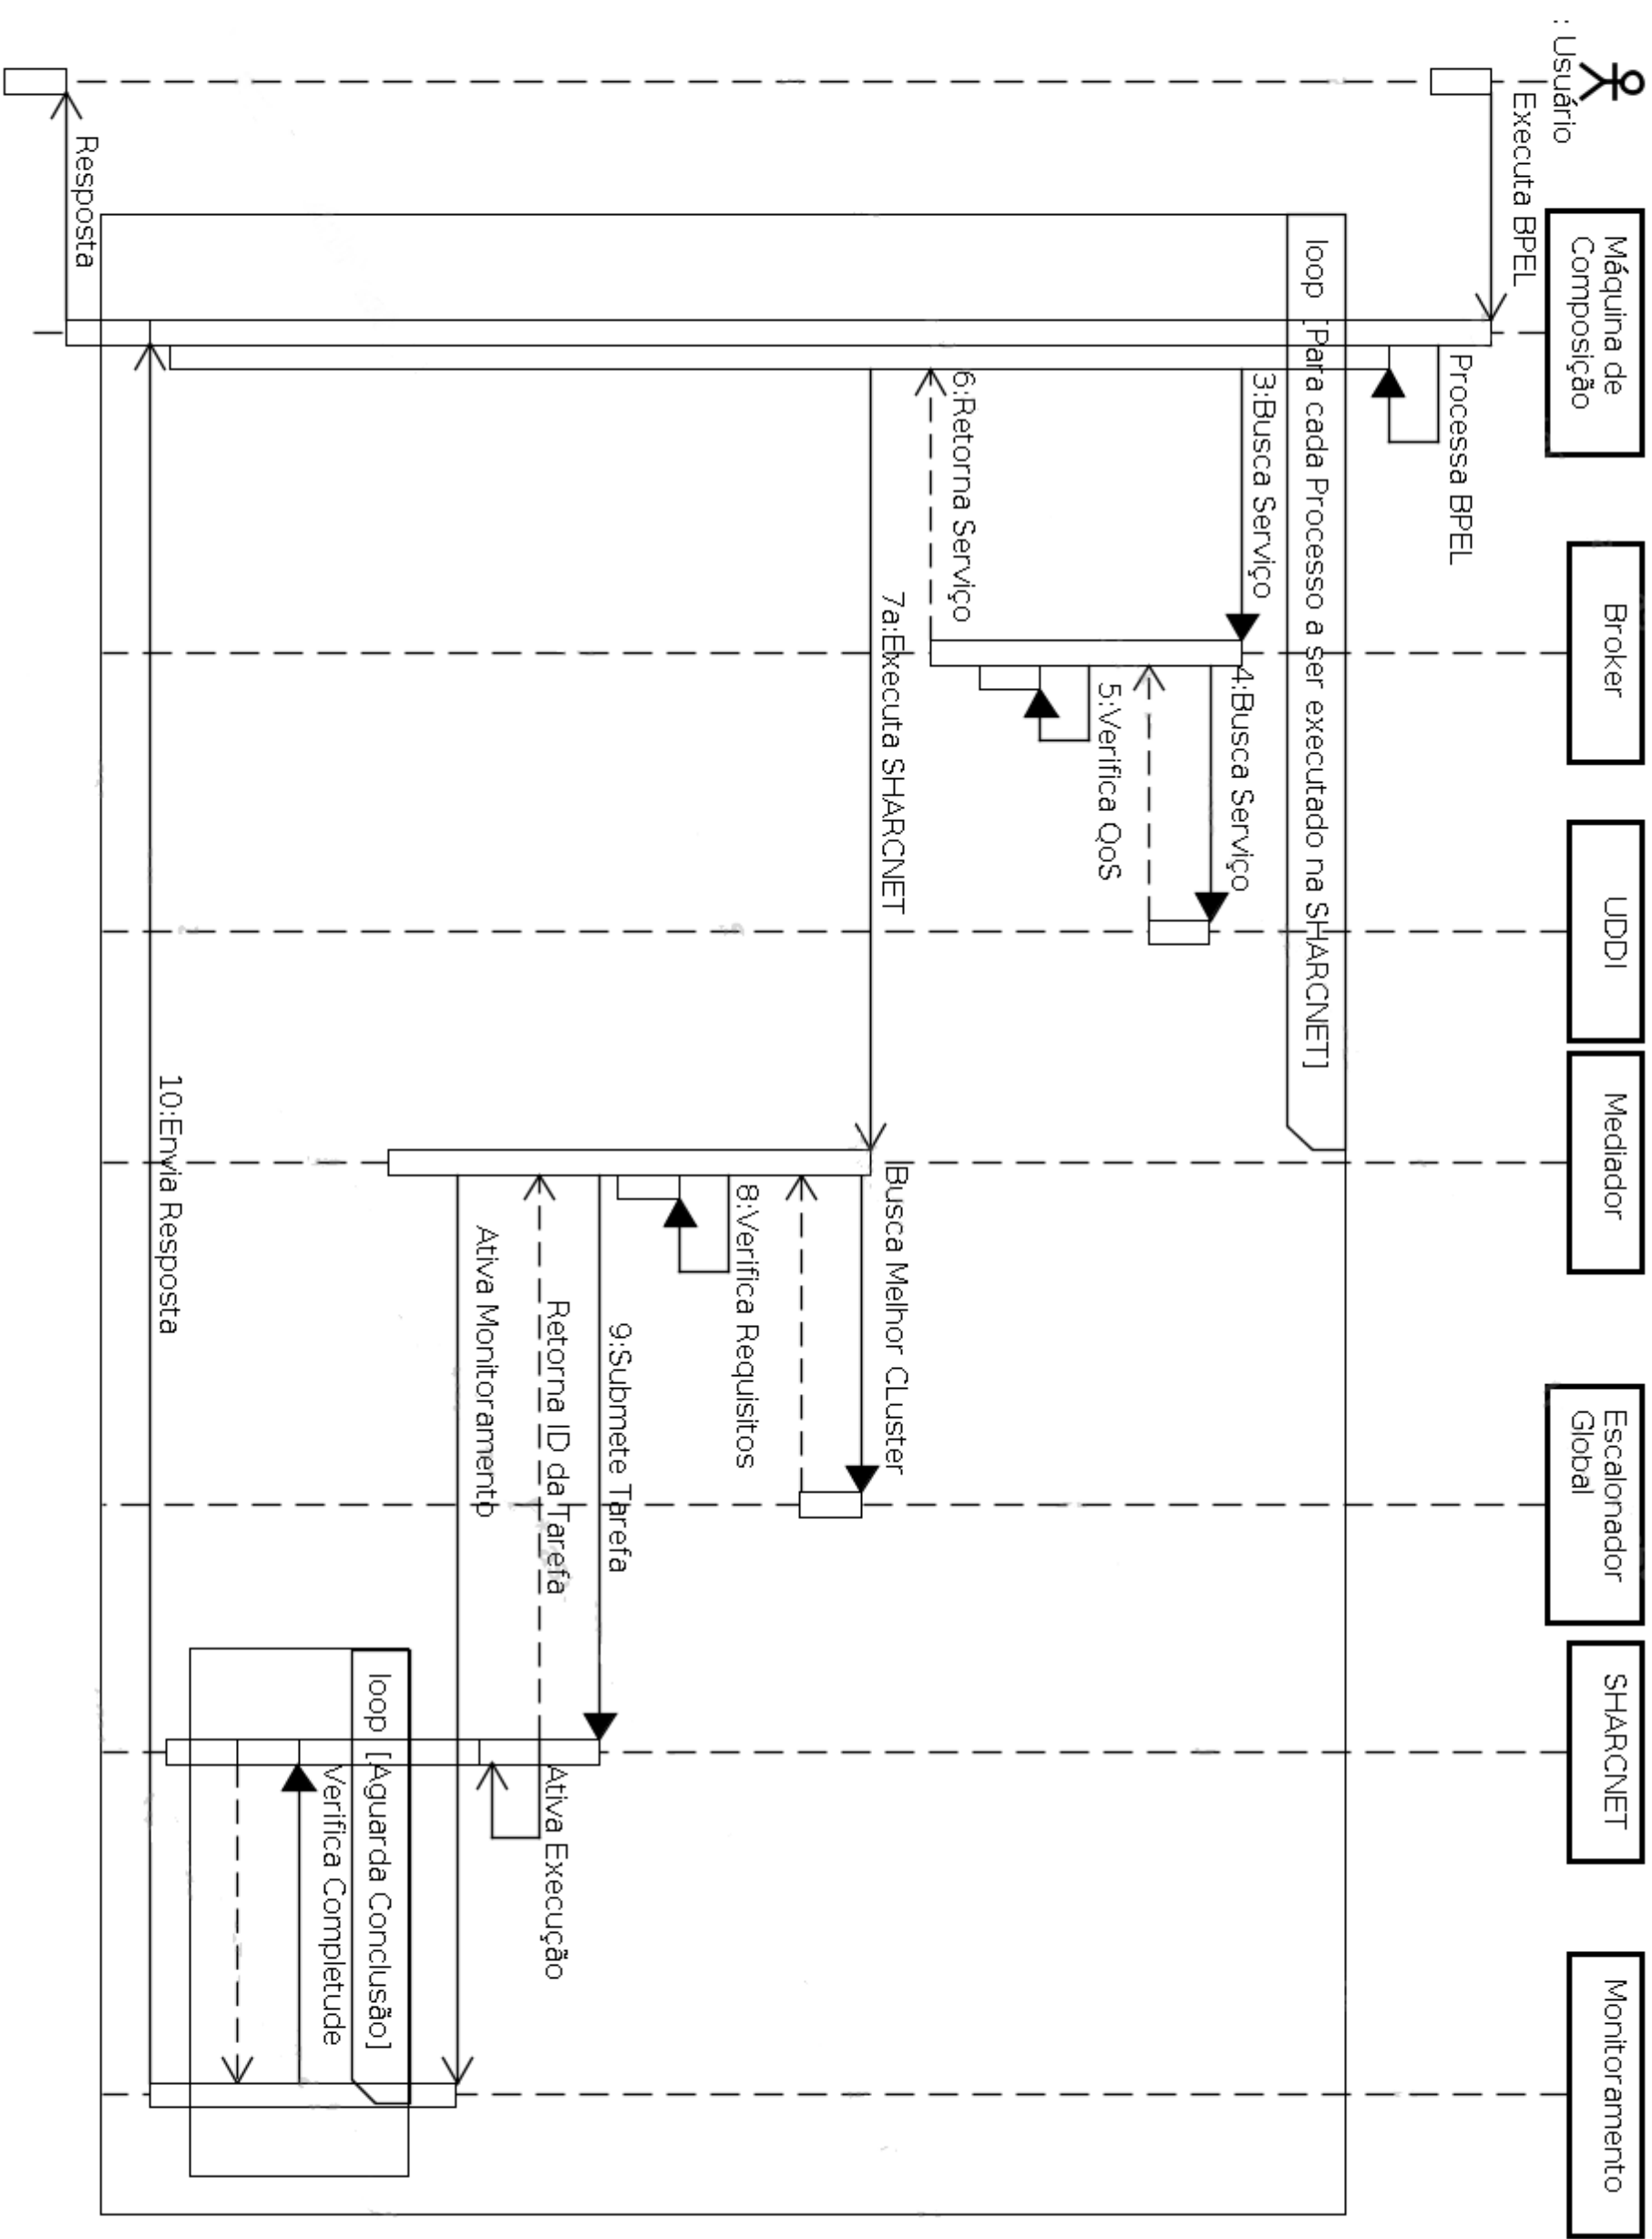 : Usuário
Máquina de
Composição
Broker
UDDI
Mediador
Escalonador
Global
SHARCNET
Monitoramento
Executa BPEL
Processa BPEL
loop [Para cada Processo a ser executado na SHARCNET]
3:Busca Serviço
4:Busca Serviço
5:Verifica QoS
6:Retorna Serviço
7a:Executa SHARCNET
Busca Melhor CLuster
8:Verifica Requisitos
9:Submete Tarefa
Retorna ID da Tarefa
Ativa Execução
Ativa Monitoramento
loop [Aguarda Conclusão]
Verifica Completude
10:Envia Resposta
Resposta